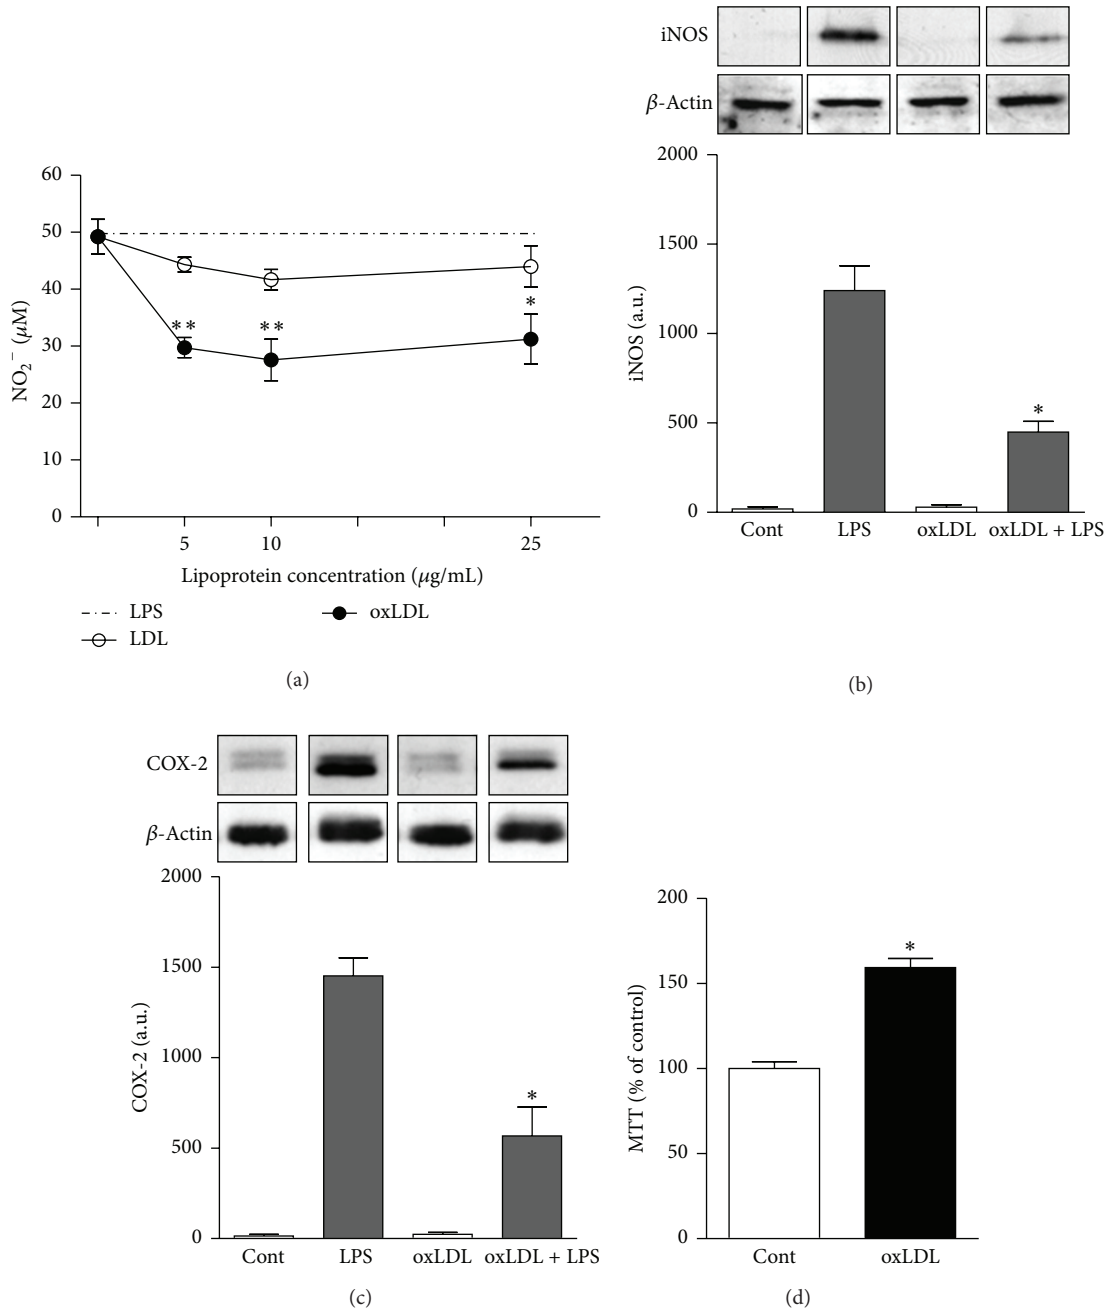 60
50
40
30
20
10
0
NO₂⁻ (μM)
**
**
*
5 10 25
Lipoprotein concentration (μg/mL)
LPS
LDL
oxLDL
(a)
iNOS
β-Actin
2000
1500
1000
500
0
iNOS (a.u.)
*
Cont LPS oxLDL oxLDL + LPS
(b)
COX-2
β-Actin
2000
1500
1000
500
0
COX-2 (a.u.)
*
Cont LPS oxLDL oxLDL + LPS
(c)
200
150
100
50
0
MTT (% of control)
*
Cont oxLDL
(d)